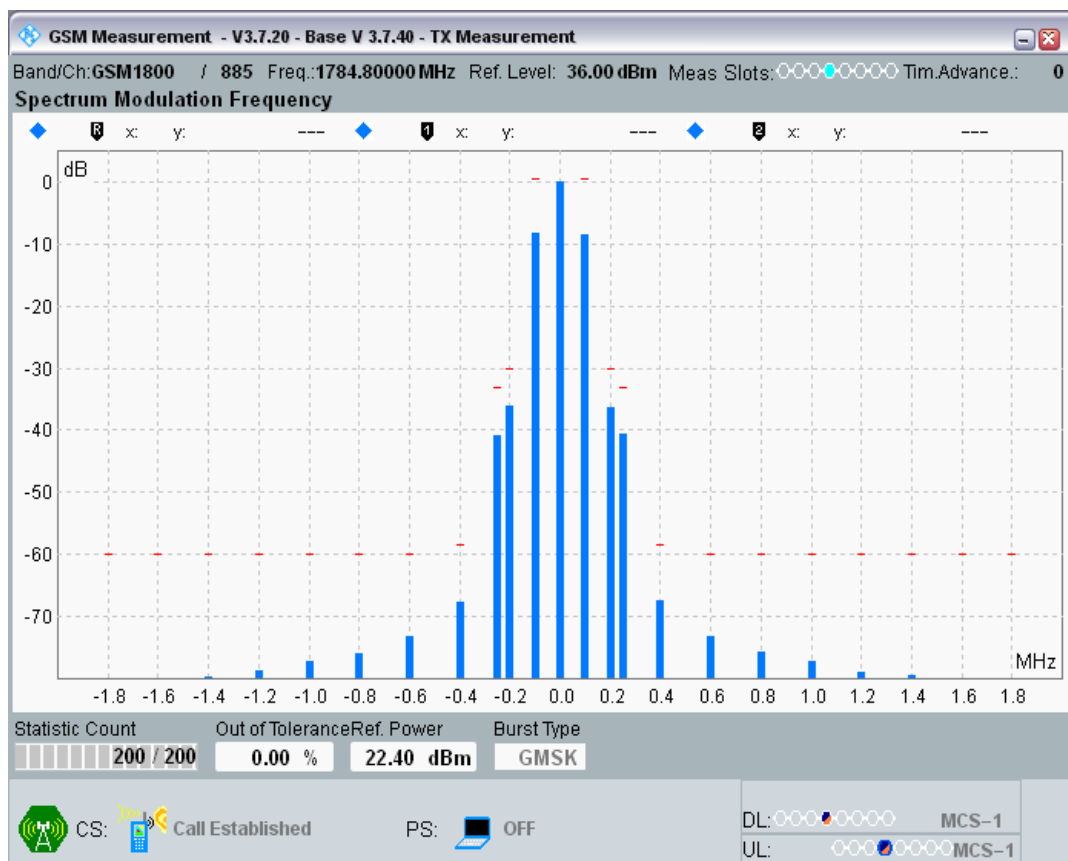 GSM Measurement - V3.7.20 - Base V 3.7.40 - TX Measurement
Band/Ch:GSM1800 / 885 Freq.:1784.80000 MHz Ref. Level: 36.00 dBm Meas Slots: Tim.Advance.: 0
Spectrum Modulation Frequency
R x: y: --- 1 x: y: --- 2 x: y: ---
dB
0
-10
-20
-30
-40
-50
-60
-70
MHz
-1.8 -1.6 -1.4 -1.2 -1.0 -0.8 -0.6 -0.4 -0.2 0.0 0.2 0.4 0.6 0.8 1.0 1.2 1.4 1.6 1.8
Statistic Count Out of Tolerance Ref. Power Burst Type
200 / 200 0.00 % 22.40 dBm GMSK
CS: Call Established PS: OFF
DL: MCS-1
UL: MCS-1